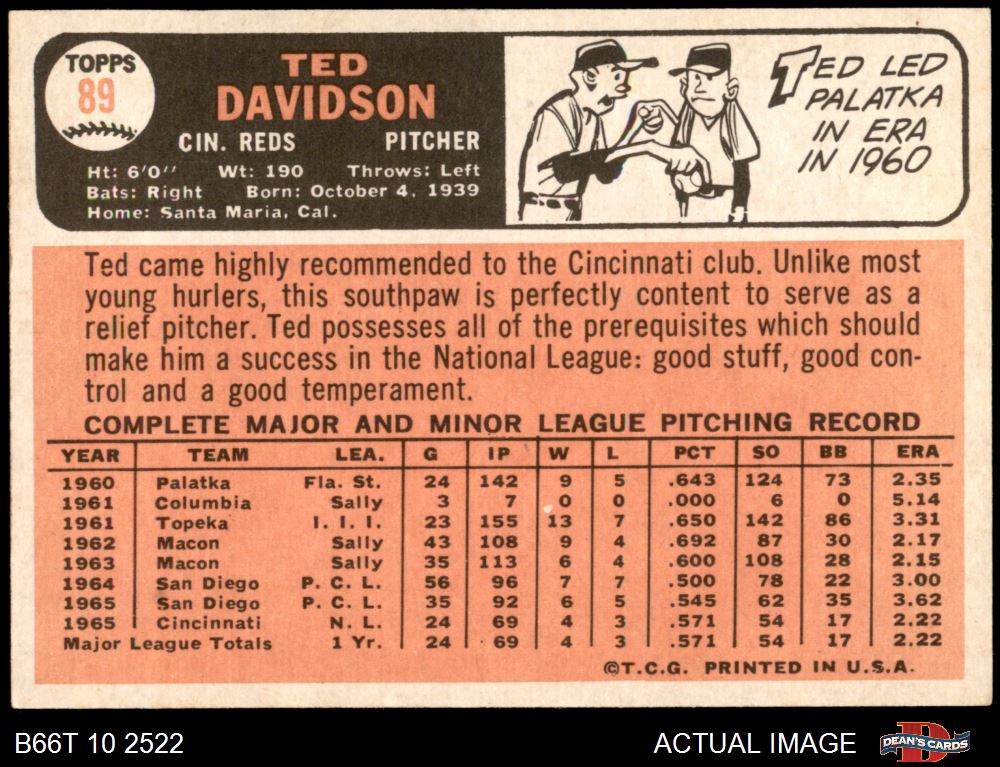 TOPPS
89
TED
DAVIDSON
CIN. REDS PITCHER
Ht: 6'0" Wt: 190 Throws: Left
Bats: Right Born: October 4, 1939
Home: Santa Maria, Cal.
TED LED
PALATKA
IN ERA
IN 1960
Ted came highly recommended to the Cincinnati club. Unlike most
young hurlers, this southpaw is perfectly content to serve as a
relief pitcher. Ted possesses all of the prerequisites which should
make him a success in the National League: good stuff, good con-
trol and a good temperament.
COMPLETE MAJOR AND MINOR LEAGUE PITCHING RECORD
YEAR TEAM LEA. G IP W L PCT SO BB ERA
1960 Palatka Fla. St. 24 142 9 5 .643 124 73 2.35
1961 Columbia Sally 3 7 0 0 .000 6 0 5.14
1961 Topeka I. I. I. 23 155 13 7 .650 142 86 3.31
1962 Macon Sally 43 108 9 4 .692 87 30 2.17
1963 Macon Sally 35 113 6 4 .600 108 28 2.15
1964 San Diego P. C. L. 56 96 7 7 .500 78 22 3.00
1965 San Diego P. C. L. 35 92 6 5 .545 62 35 3.62
1965 Cincinnati N. L. 24 69 4 3 .571 54 17 2.22
Major League Totals 1 Yr. 24 69 4 3 .571 54 17 2.22
©T.C.G. PRINTED IN U.S.A.
B66T 10 2522 ACTUAL IMAGE DEAN'S CARDS